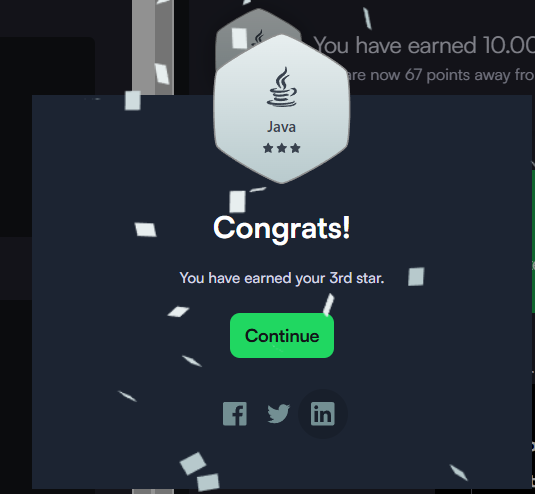 You have earned 10.00
are now 67 points away fro
Java
Congrats!
You have earned your 3rd star.
Continue
in